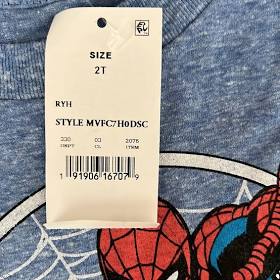 SIZE
2T
RYH
STYLE MVFC7H0DSC
330 03 2076
DEPT CL ITEM
1 91906 16707 9